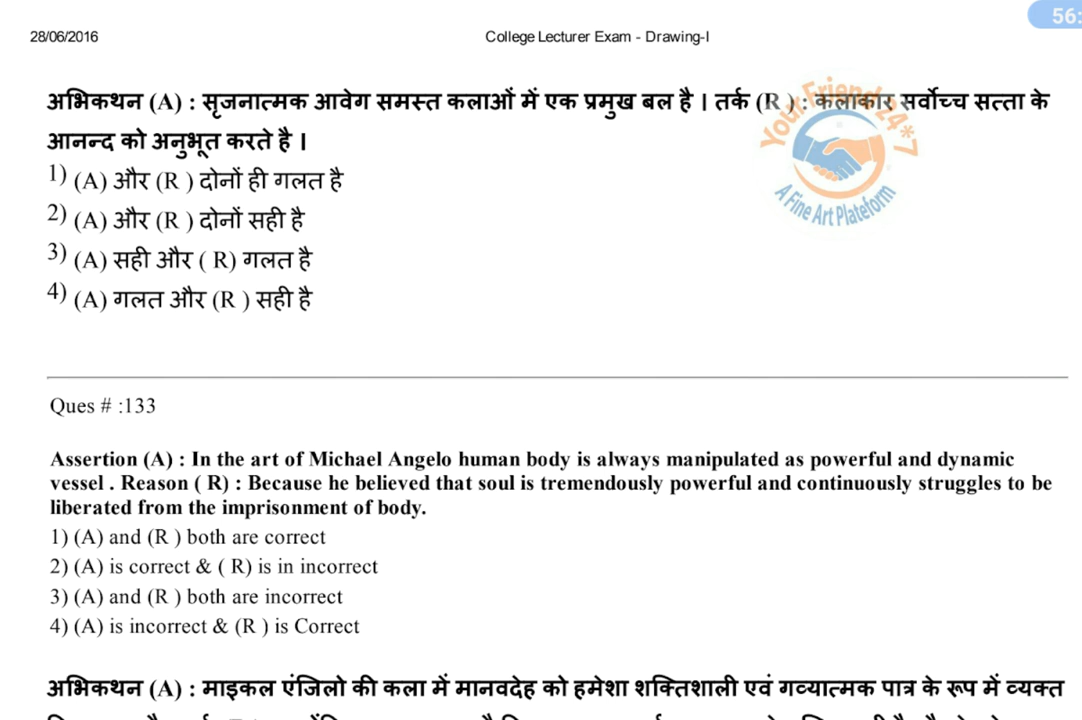 56:
28/06/2016 College Lecturer Exam - Drawing-I
अभिकथन (A) : सृजनात्मक आवेग समस्त कलाओं में एक प्रमुख बल है । तर्क (R ) : कलाकार सर्वोच्च सत्ता के
आनन्द को अनुभूत करते है ।
1) (A) और (R ) दोनों ही गलत है
2) (A) और (R ) दोनों सही है
3) (A) सही और ( R) गलत है
4) (A) गलत और (R ) सही है
Your Friend 24*7
A Fine Art Plateform
Ques # :133
Assertion (A) : In the art of Michael Angelo human body is always manipulated as powerful and dynamic
vessel . Reason ( R) : Because he believed that soul is tremendously powerful and continuously struggles to be
liberated from the imprisonment of body.
1) (A) and (R ) both are correct
2) (A) is correct & ( R) is in incorrect
3) (A) and (R ) both are incorrect
4) (A) is incorrect & (R ) is Correct
अभिकथन (A) : माइकल एंजिलो की कला में मानवदेह को हमेशा शक्तिशाली एवं गव्यात्मक पात्र के रूप में व्यक्त